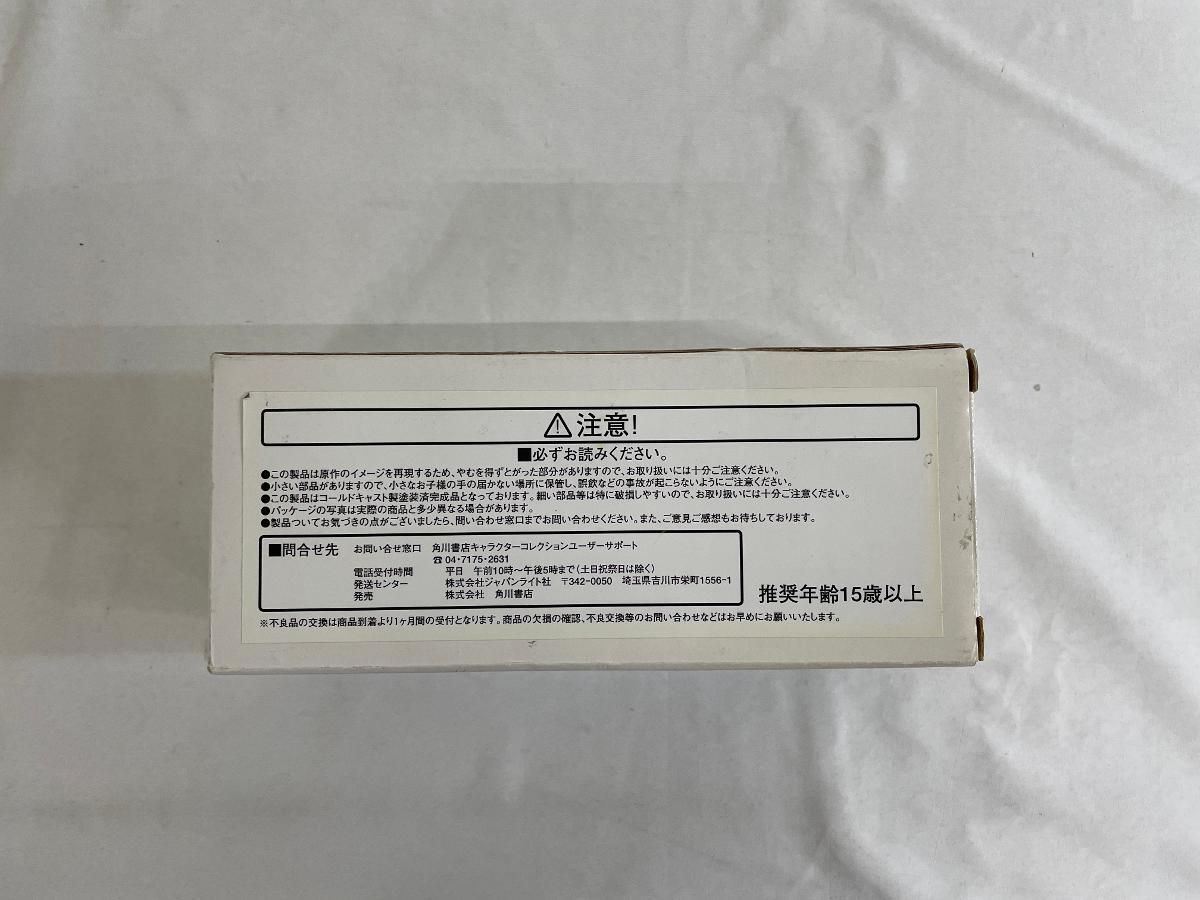 ⚠注意!
■必ずお読みください。
●この製品は原作のイメージを再現するため、やむを得ずとがった部分がありますので、お取り扱いには十分ご注意ください。
●小さい部品がありますので、小さなお子様の手の届かない場所に保管し、誤飲などの事故が起こらないようにご注意ください。
●この製品はコールドキャスト製塗装済完成品となっております。細い部品等は特に破損しやすいので、お取り扱いには十分ご注意ください。
●パッケージの写真は実際の商品と多少異なる場合があります。
●製品ついてお気づきの点がございましたら、問い合わせ窓口までお問い合わせください。また、ご意見ご感想もお待ちしております。
■問合せ先 お問い合せ窓口 角川書店キャラクターコレクションユーザーサポート
☎04・7175・2631
電話受付時間 平日 午前10時〜午後5時まで(土日祝祭日は除く)
発送センター 株式会社ジャパンライト社 〒342-0050 埼玉県吉川市栄町1556-1
発売 株式会社 角川書店
推奨年齢15歳以上
※不良品の交換は商品到着より1ヶ月間の受付となります。商品の欠損の確認、不良交換等のお問い合わせなどはお早めにお願いいたします。